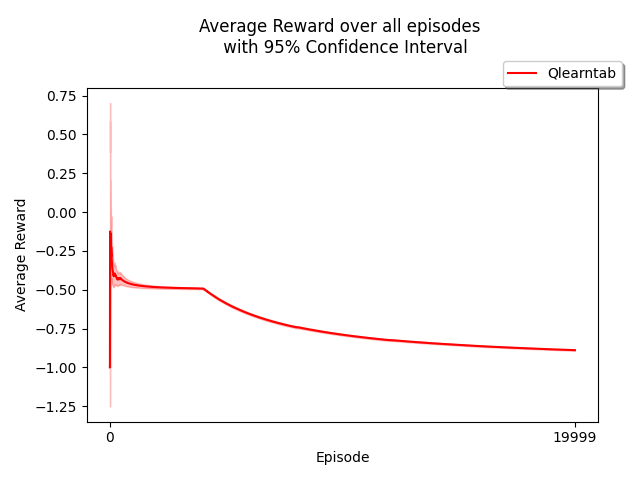 Average Reward over all episodes
with 95% Confidence Interval
Qlearntab
0.75
0.50
0.25
0.00
−0.25
−0.50
−0.75
−1.00
−1.25
Average Reward
0 19999
Episode